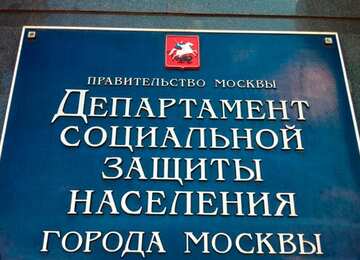 ПРАВИТЕЛЬСТВО МОСКВЫ
ДЕПАРТАМЕНТ
СОЦИАЛЬНОЙ
ЗАЩИТЫ
НАСЕЛЕНИЯ
ГОРОДА МОСКВЫ